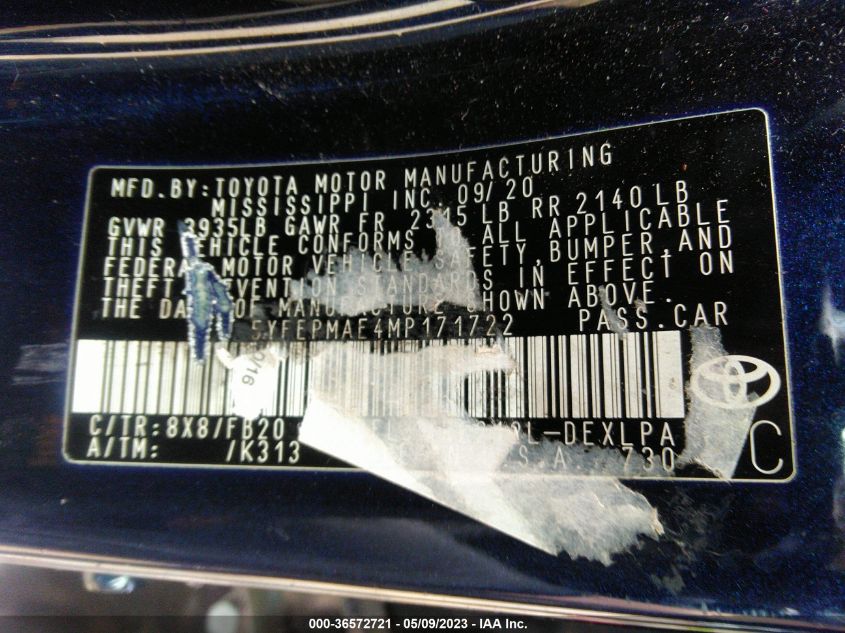 MFD.BY:TOYOTA MOTOR MANUFACTURING
MISSISSIPPI INC. 09/20
GVWR 3935LB GAWR FR 2315 LB RR 2140 LB
THIS VEHICLE CONFORMS TO ALL APPLICABLE
FEDERAL MOTOR VEHICLE SAFETY, BUMPER, AND
THEFT PREVENTION STANDARDS IN EFFECT ON
THE DATE OF MANUFACTURE SHOWN ABOVE.
5YFEPMAE4MP171722 PASS.CAR
C/TR:8X8/FB20 L-DEXLPA
A/TM: /K313 S.A. 730
C
000-36572721 - 05/09/2023 - IAA Inc.